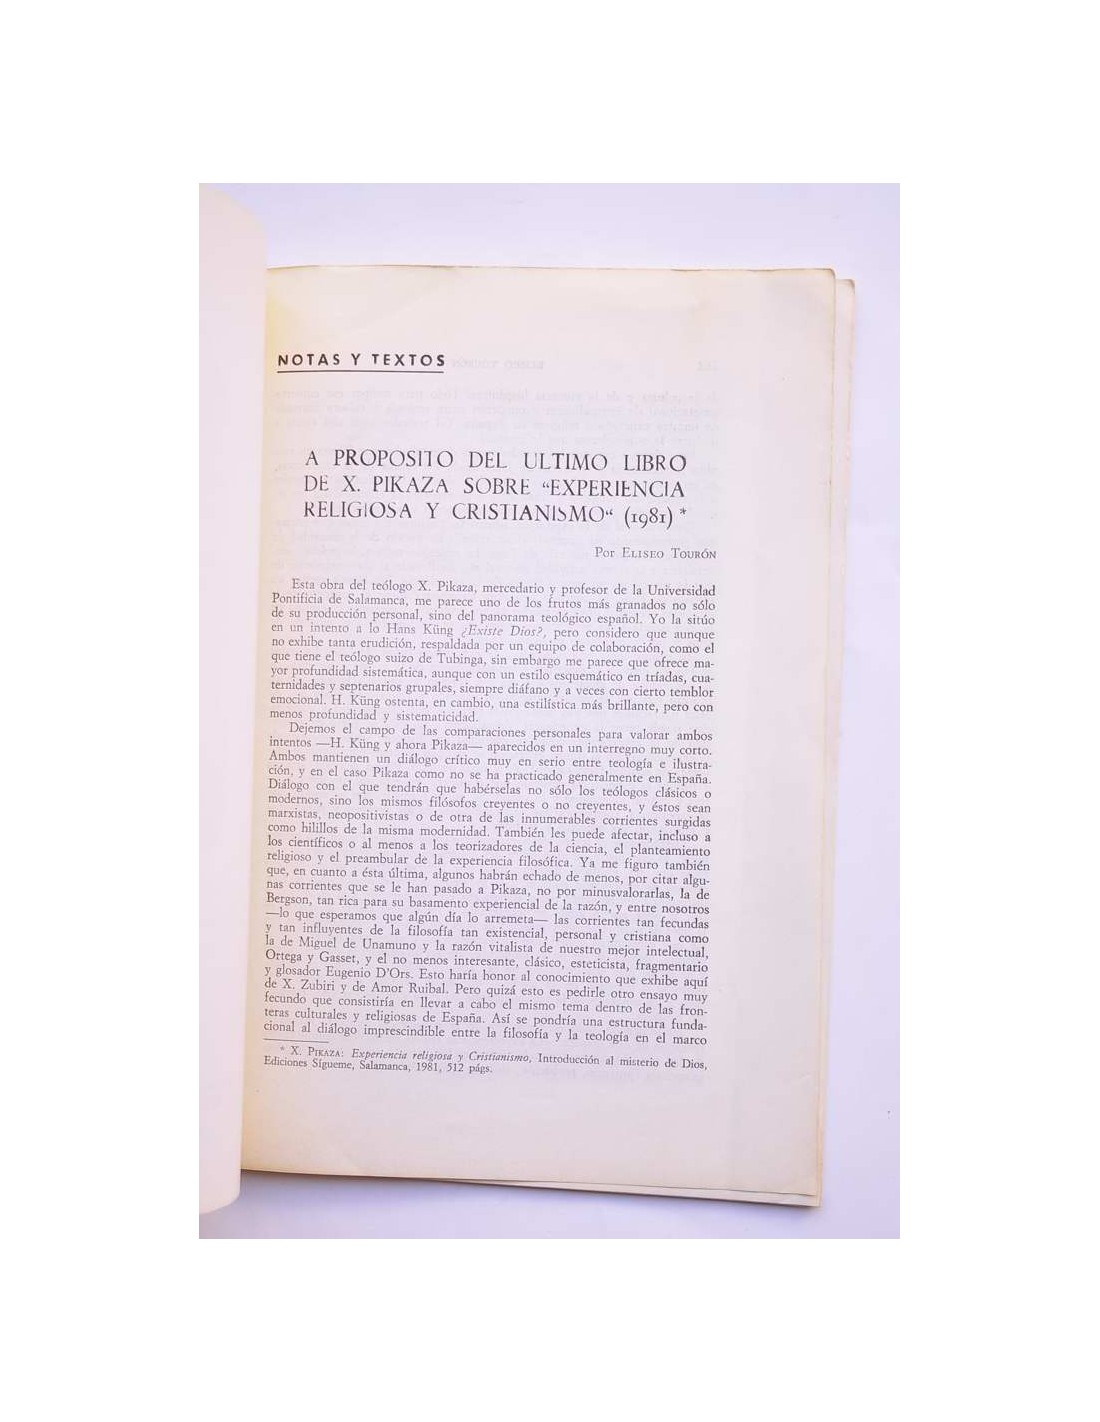 NOTAS Y TEXTOS
A PROPOSITO DEL ULTIMO LIBRO
DE X. PIKAZA SOBRE “EXPERIENCIA
RELIGIOSA Y CRISTIANISMO“ (1981) *
Por Eliseo Tourón
Esta obra del teólogo X. Pikaza, mercedario y profesor de la Universidad
Pontificia de Salamanca, me parece uno de los frutos más granados no sólo
de su producción personal, sino del panorama teológico español. Yo la sitúo
en un intento a lo Hans Küng ¿Existe Dios?, pero considero que aunque
no exhibe tanta erudición, respaldada por un equipo de colaboración, como el
que tiene el teólogo suizo de Tubinga, sin embargo me parece que ofrece ma-
yor profundidad sistemática, aunque con un estilo esquemático en tríadas, cua-
ternidades y septenarios grupales, siempre diáfano y a veces con cierto temblor
emocional. H. Küng ostenta, en cambio, una estilística más brillante, pero con
menos profundidad y sistematicidad.
Dejemos el campo de las comparaciones personales para valorar ambos
intentos —H. Küng y ahora Pikaza— aparecidos en un interregno muy corto.
Ambos mantienen un diálogo crítico muy en serio entre teología e ilustra-
ción, y en el caso Pikaza como no se ha practicado generalmente en España.
Diálogo con el que tendrán que habérselas no sólo los teólogos clásicos o
modernos, sino los mismos filósofos creyentes o no creyentes, y éstos sean
marxistas, neopositivistas o de otra de las innumerables corrientes surgidas
como hilillos de la misma modernidad. También les puede afectar, incluso a
los científicos o al menos a los teorizadores de la ciencia, el planteamiento
religioso y el preambular de la experiencia filosófica. Ya me figuro también
que, en cuanto a ésta última, algunos habrán echado de menos, por citar algu-
nas corrientes que se le han pasado a Pikaza, no por minusvalorarlas, la de
Bergson, tan rica para su basamento experiencial de la razón, y entre nosotros
—lo que esperamos que algún día lo arremeta— las corrientes tan fecundas
y tan influyentes de la filosofía tan existencial, personal y cristiana como
la de Miguel de Unamuno y la razón vitalista de nuestro mejor intelectual,
Ortega y Gasset, y el no menos interesante, clásico, esteticista, fragmentario
y glosador Eugenio D'Ors. Esto haría honor al conocimiento que exhibe aquí
de X. Zubiri y de Amor Ruibal. Pero quizá esto es pedirle otro ensayo muy
fecundo que consistiría en llevar a cabo el mismo tema dentro de las fron-
teras culturales y religiosas de España. Así se pondría una estructura funda-
cional al diálogo imprescindible entre la filosofía y la teología en el marco
* X. Pikaza: Experiencia religiosa y Cristianismo, Introducción al misterio de Dios,
Ediciones Sígueme, Salamanca, 1981, 512 págs.